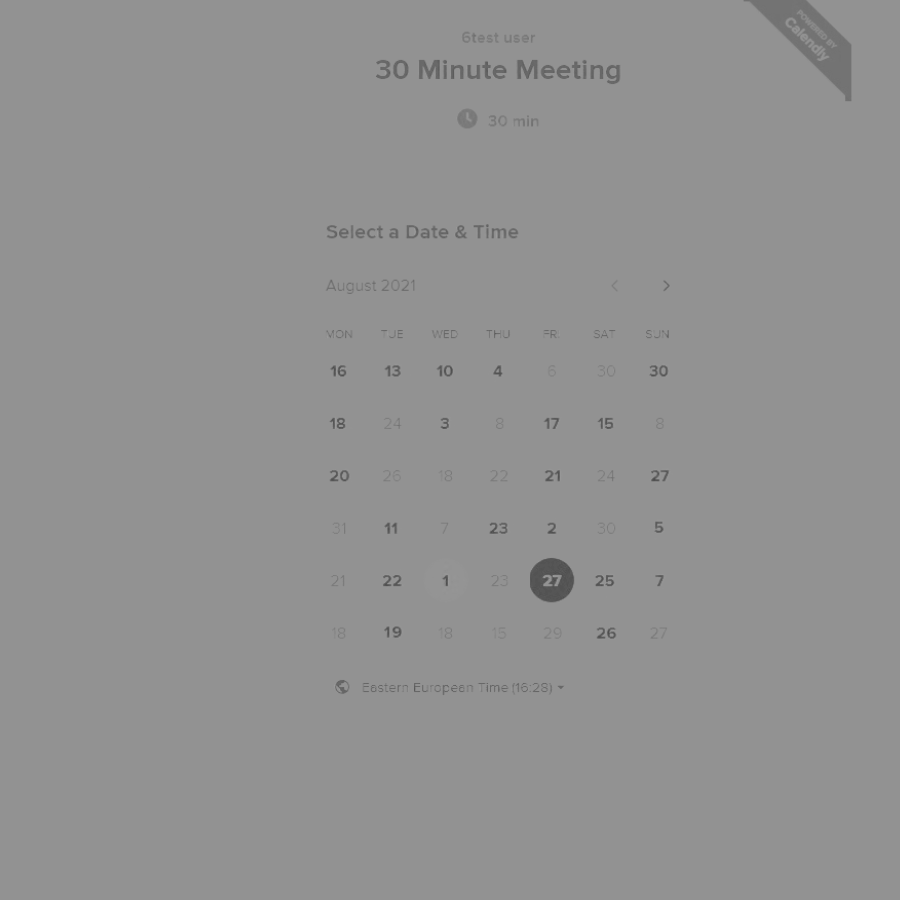 POWERED BY
Calendly
6test user
30 Minute Meeting
30 min
Select a Date & Time
August 2021
MON TUE WED THU FRI SAT SUN
16 13 10 4 6 30 30
18 24 3 8 17 15 8
20 26 18 22 21 24 27
31 11 7 23 2 30 5
21 22 1 23 27 25 7
18 19 18 15 29 26 27
Eastern European Time (16:28)